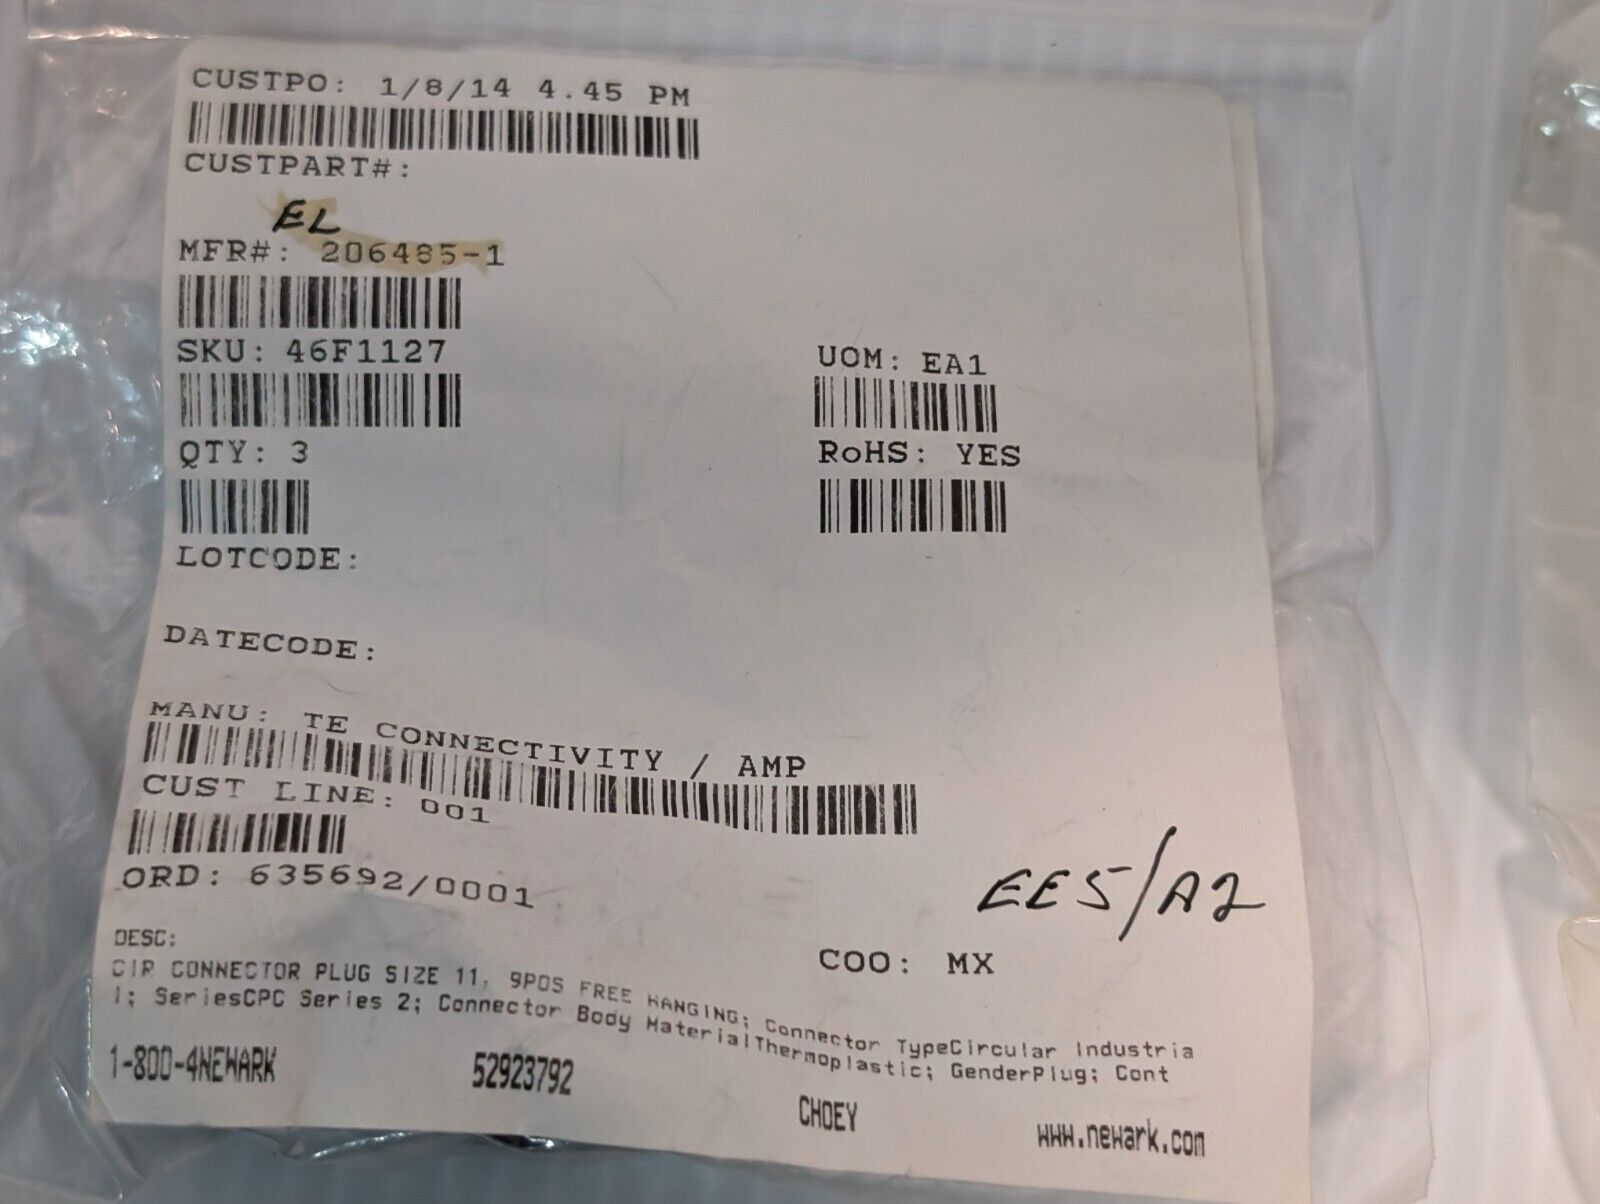 CUSTPO: 1/8/14 4.45 PM
CUSTPART#:
EL
MFR#: 206485-1
SKU: 46F1127
UOM: EA1
QTY: 3
RoHS: YES
LOTCODE:
DATECODE:
MANU: TE CONNECTIVITY / AMP
CUST LINE: 001
ORD: 635692/0001
EE5/A2
DESC:
COO: MX
CIR CONNECTOR PLUG SIZE 11, 9POS FREE HANGING; Connector TypeCircular Industria
l; SeriesCPC Series 2; Connector Body MaterialThermoplastic; GenderPlug; Cont
1-800-4NEWARK
52923792
CHOEY
www.newark.com